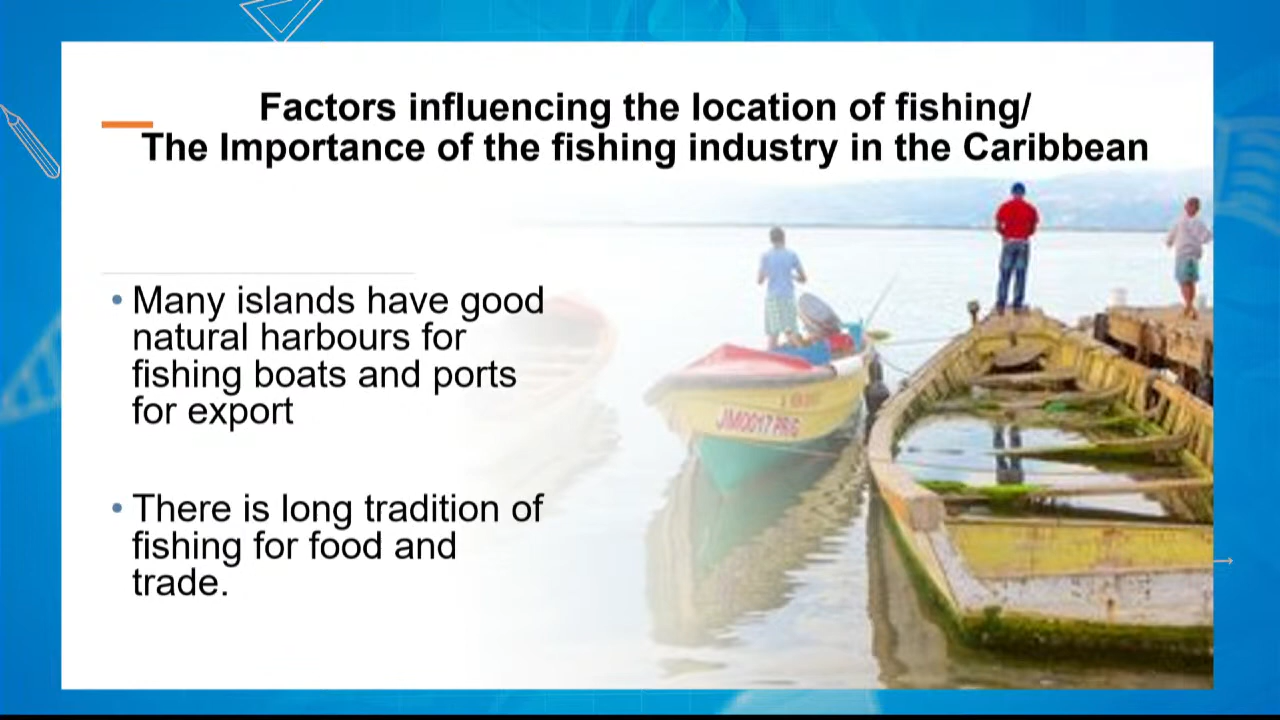 Factors influencing the location of fishing/
The Importance of the fishing industry in the Caribbean
• Many islands have good
natural harbours for
fishing boats and ports
for export
• There is long tradition of
fishing for food and
trade.